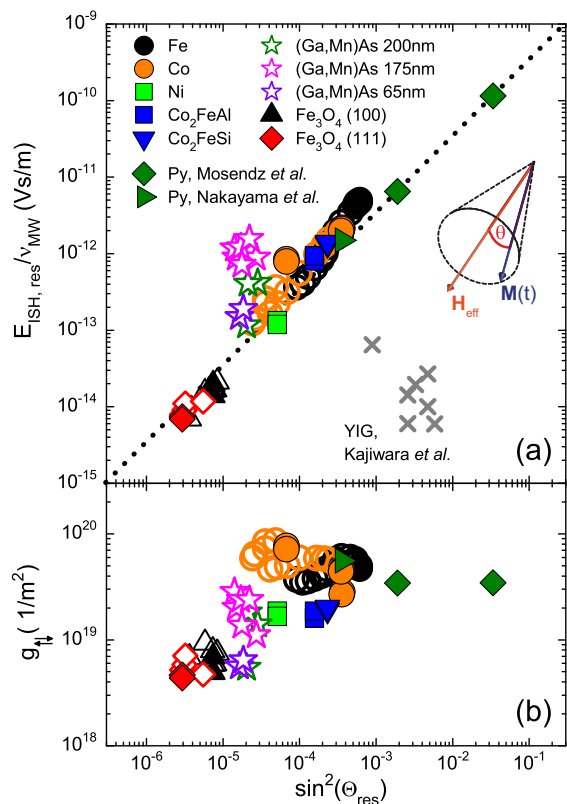 10⁻⁹
10⁻¹⁰
10⁻¹¹
10⁻¹²
10⁻¹³
10⁻¹⁴
10⁻¹⁵
E_ISH, res/ν_MW (Vs/m)
Fe
Co
Ni
Co₂FeAl
Co₂FeSi
(Ga,Mn)As 200nm
(Ga,Mn)As 175nm
(Ga,Mn)As 65nm
Fe₃O₄ (100)
Fe₃O₄ (111)
Py, Mosendz et al.
Py, Nakayama et al.
θ
H_eff
M(t)
YIG,
Kajiwara et al.
(a)
10²⁰
10¹⁹
10¹⁸
g_↑↓ ( 1/m²)
(b)
10⁻⁶ 10⁻⁵ 10⁻⁴ 10⁻³ 10⁻² 10⁻¹
sin²(Θ_res)